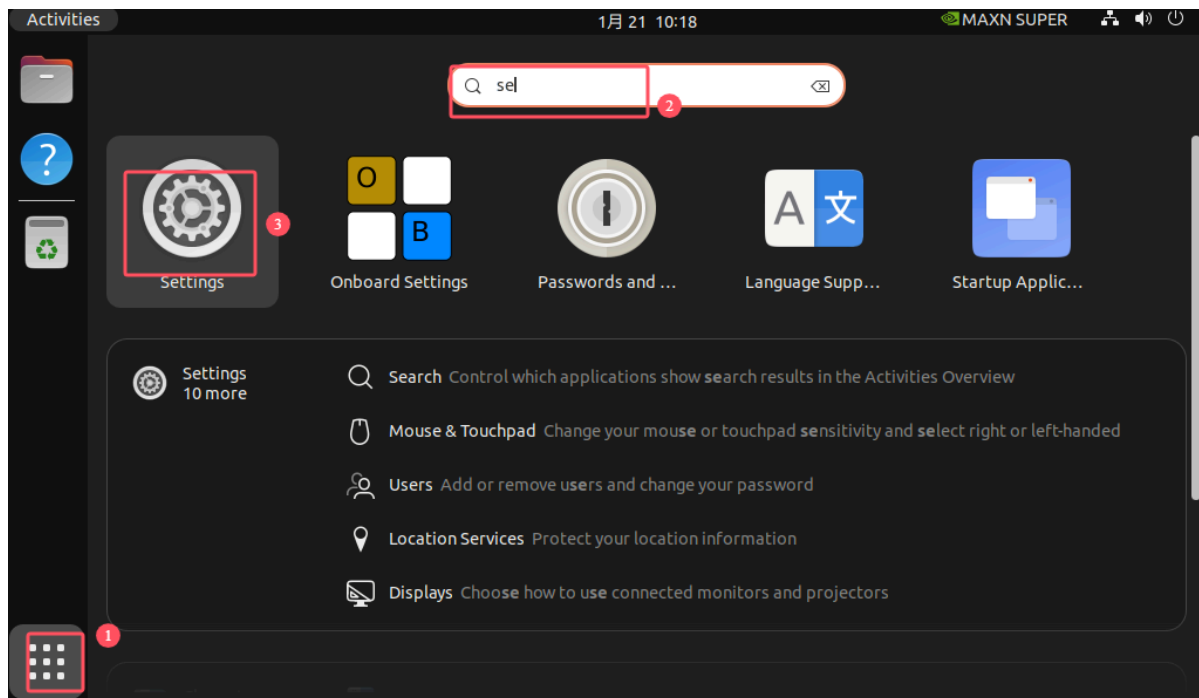 Activities
1月 21 10:18
MAXN SUPER
sel
2
O
B
A 文
?
3
Settings
Onboard Settings
Passwords and ...
Language Supp...
Startup Applic...
Settings
10 more
Search Control which applications show search results in the Activities Overview
Mouse & Touchpad Change your mouse or touchpad sensitivity and select right or left-handed
Users Add or remove users and change your password
Location Services Protect your location information
Displays Choose how to use connected monitors and projectors
1